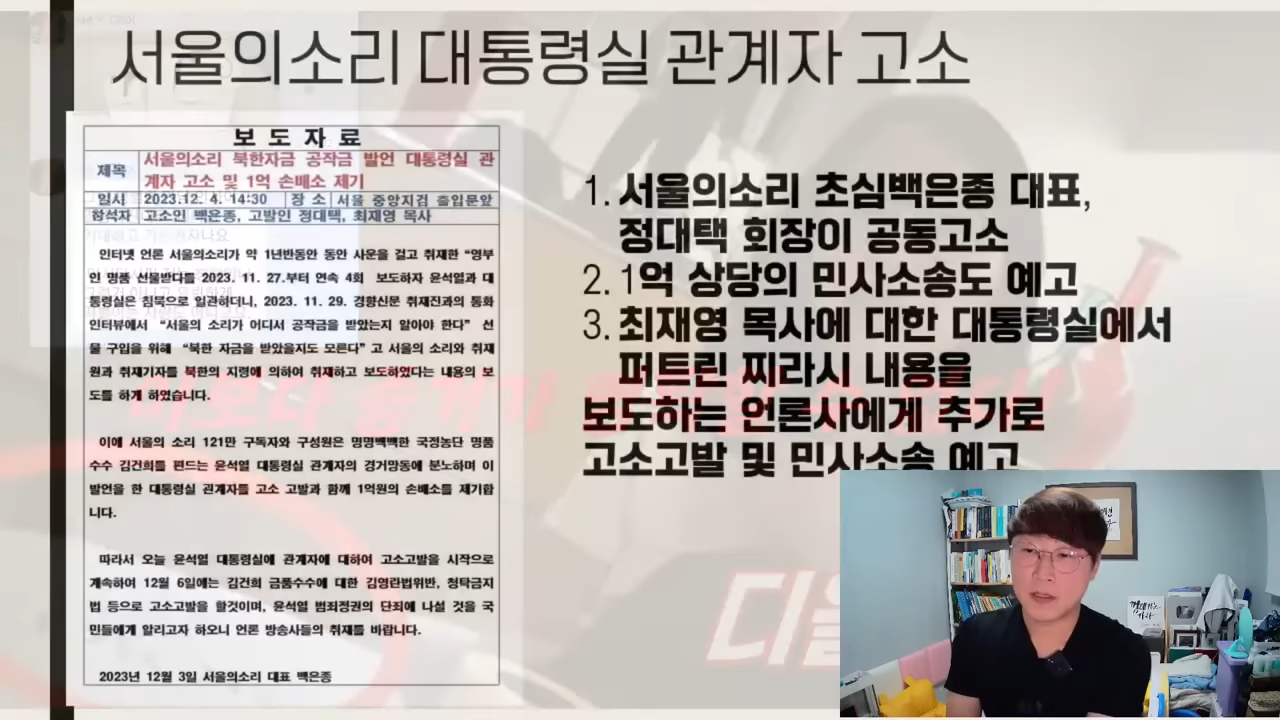 서울의소리 대통령실 관계자 고소
보 도 자 료
제목
서울의소리 북한자금 공작금 발언 대통령실 관
계자 고소 및 1억 손배소 제기
일시 2023.12. 4. 14:30 장 소 서울 중앙지검 출입문앞
참석자 고소인 백은종, 고발인 정대택, 최재영 목사
인터넷 언론 서울의소리가 약 1년반동안 동안 사운을 걸고 취재한 “영부
인 명품 선물받다를 2023. 11. 27.부터 연속 4회 보도하자 윤석열과 대
통령실은 침묵으로 일관하더니, 2023. 11. 29. 경향신문 취재진과의 통화
인터뷰에서 “서울의 소리가 어디서 공작금을 받았는지 알아야 한다” 선
물 구입을 위해 “북한 자금을 받았을지도 모른다” 고 서울의 소리와 취재
원과 취재기자를 북한의 지령에 의하여 취재하고 보도하였다는 내용의 보
도를 하게 하였습니다.
이에 서울의 소리 121만 구독자와 구성원은 명명백백한 국정농단 명품
수수 김건희를 편드는 윤석열 대통령실 관계자의 경거망동에 분노하며 이
발언을 한 대통령실 관계자를 고소 고발과 함께 1억원의 손배소를 제기합
니다.
따라서 오늘 윤석열 대통령실에 관계자에 대하여 고소고발을 시작으로
계속하여 12월 6일에는 김건희 금품수수에 대한 김영란법위반, 청탁금지
법 등으로 고소고발을 할것이며, 윤석열 범죄정권의 단죄에 나설 것을 국
민들에게 알리고자 하오니 언론 방송사들의 취재를 바랍니다.
2023년 12월 3일 서울의소리 대표 백은종
1. 서울의소리 초심백은종 대표,
정대택 회장이 공동고소
2. 1억 상당의 민사소송도 예고
3. 최재영 목사에 대한 대통령실에서
퍼트린 찌라시 내용을
보도하는 언론사에게 추가로
고소고발 및 민사소송 예고